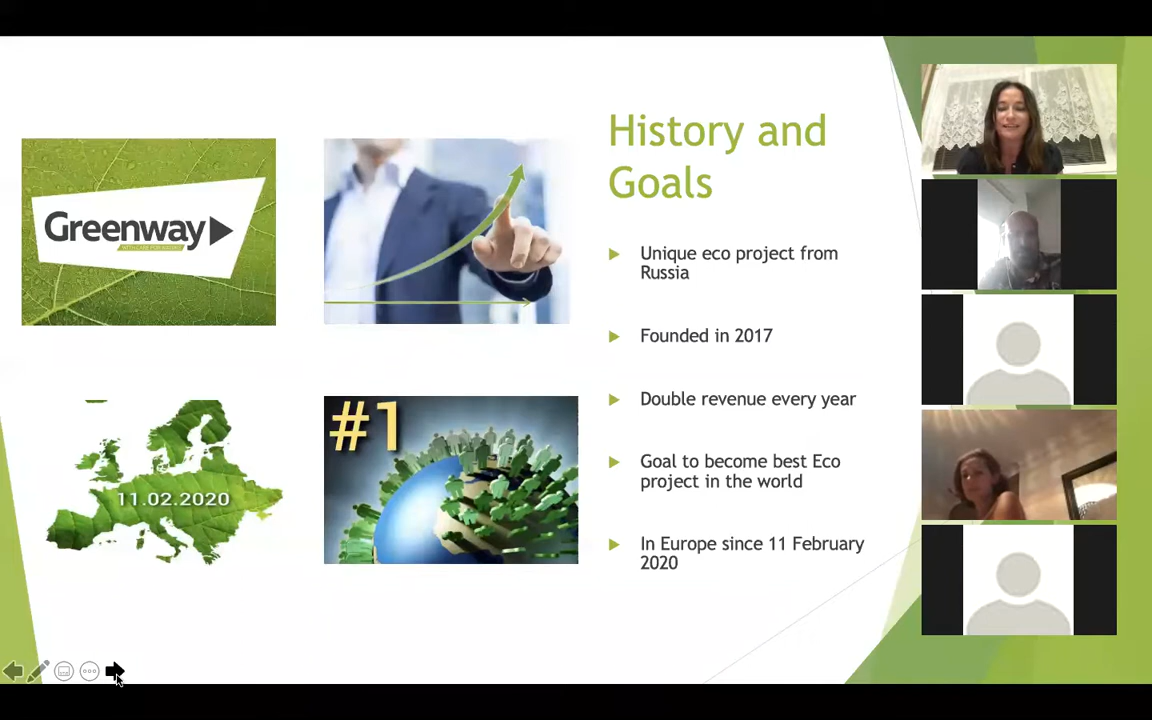 History and
Goals
Greenway
#1
11.02.2020
Unique eco project from
Russia
Founded in 2017
Double revenue every year
Goal to become best Eco
project in the world
In Europe since 11 February
2020